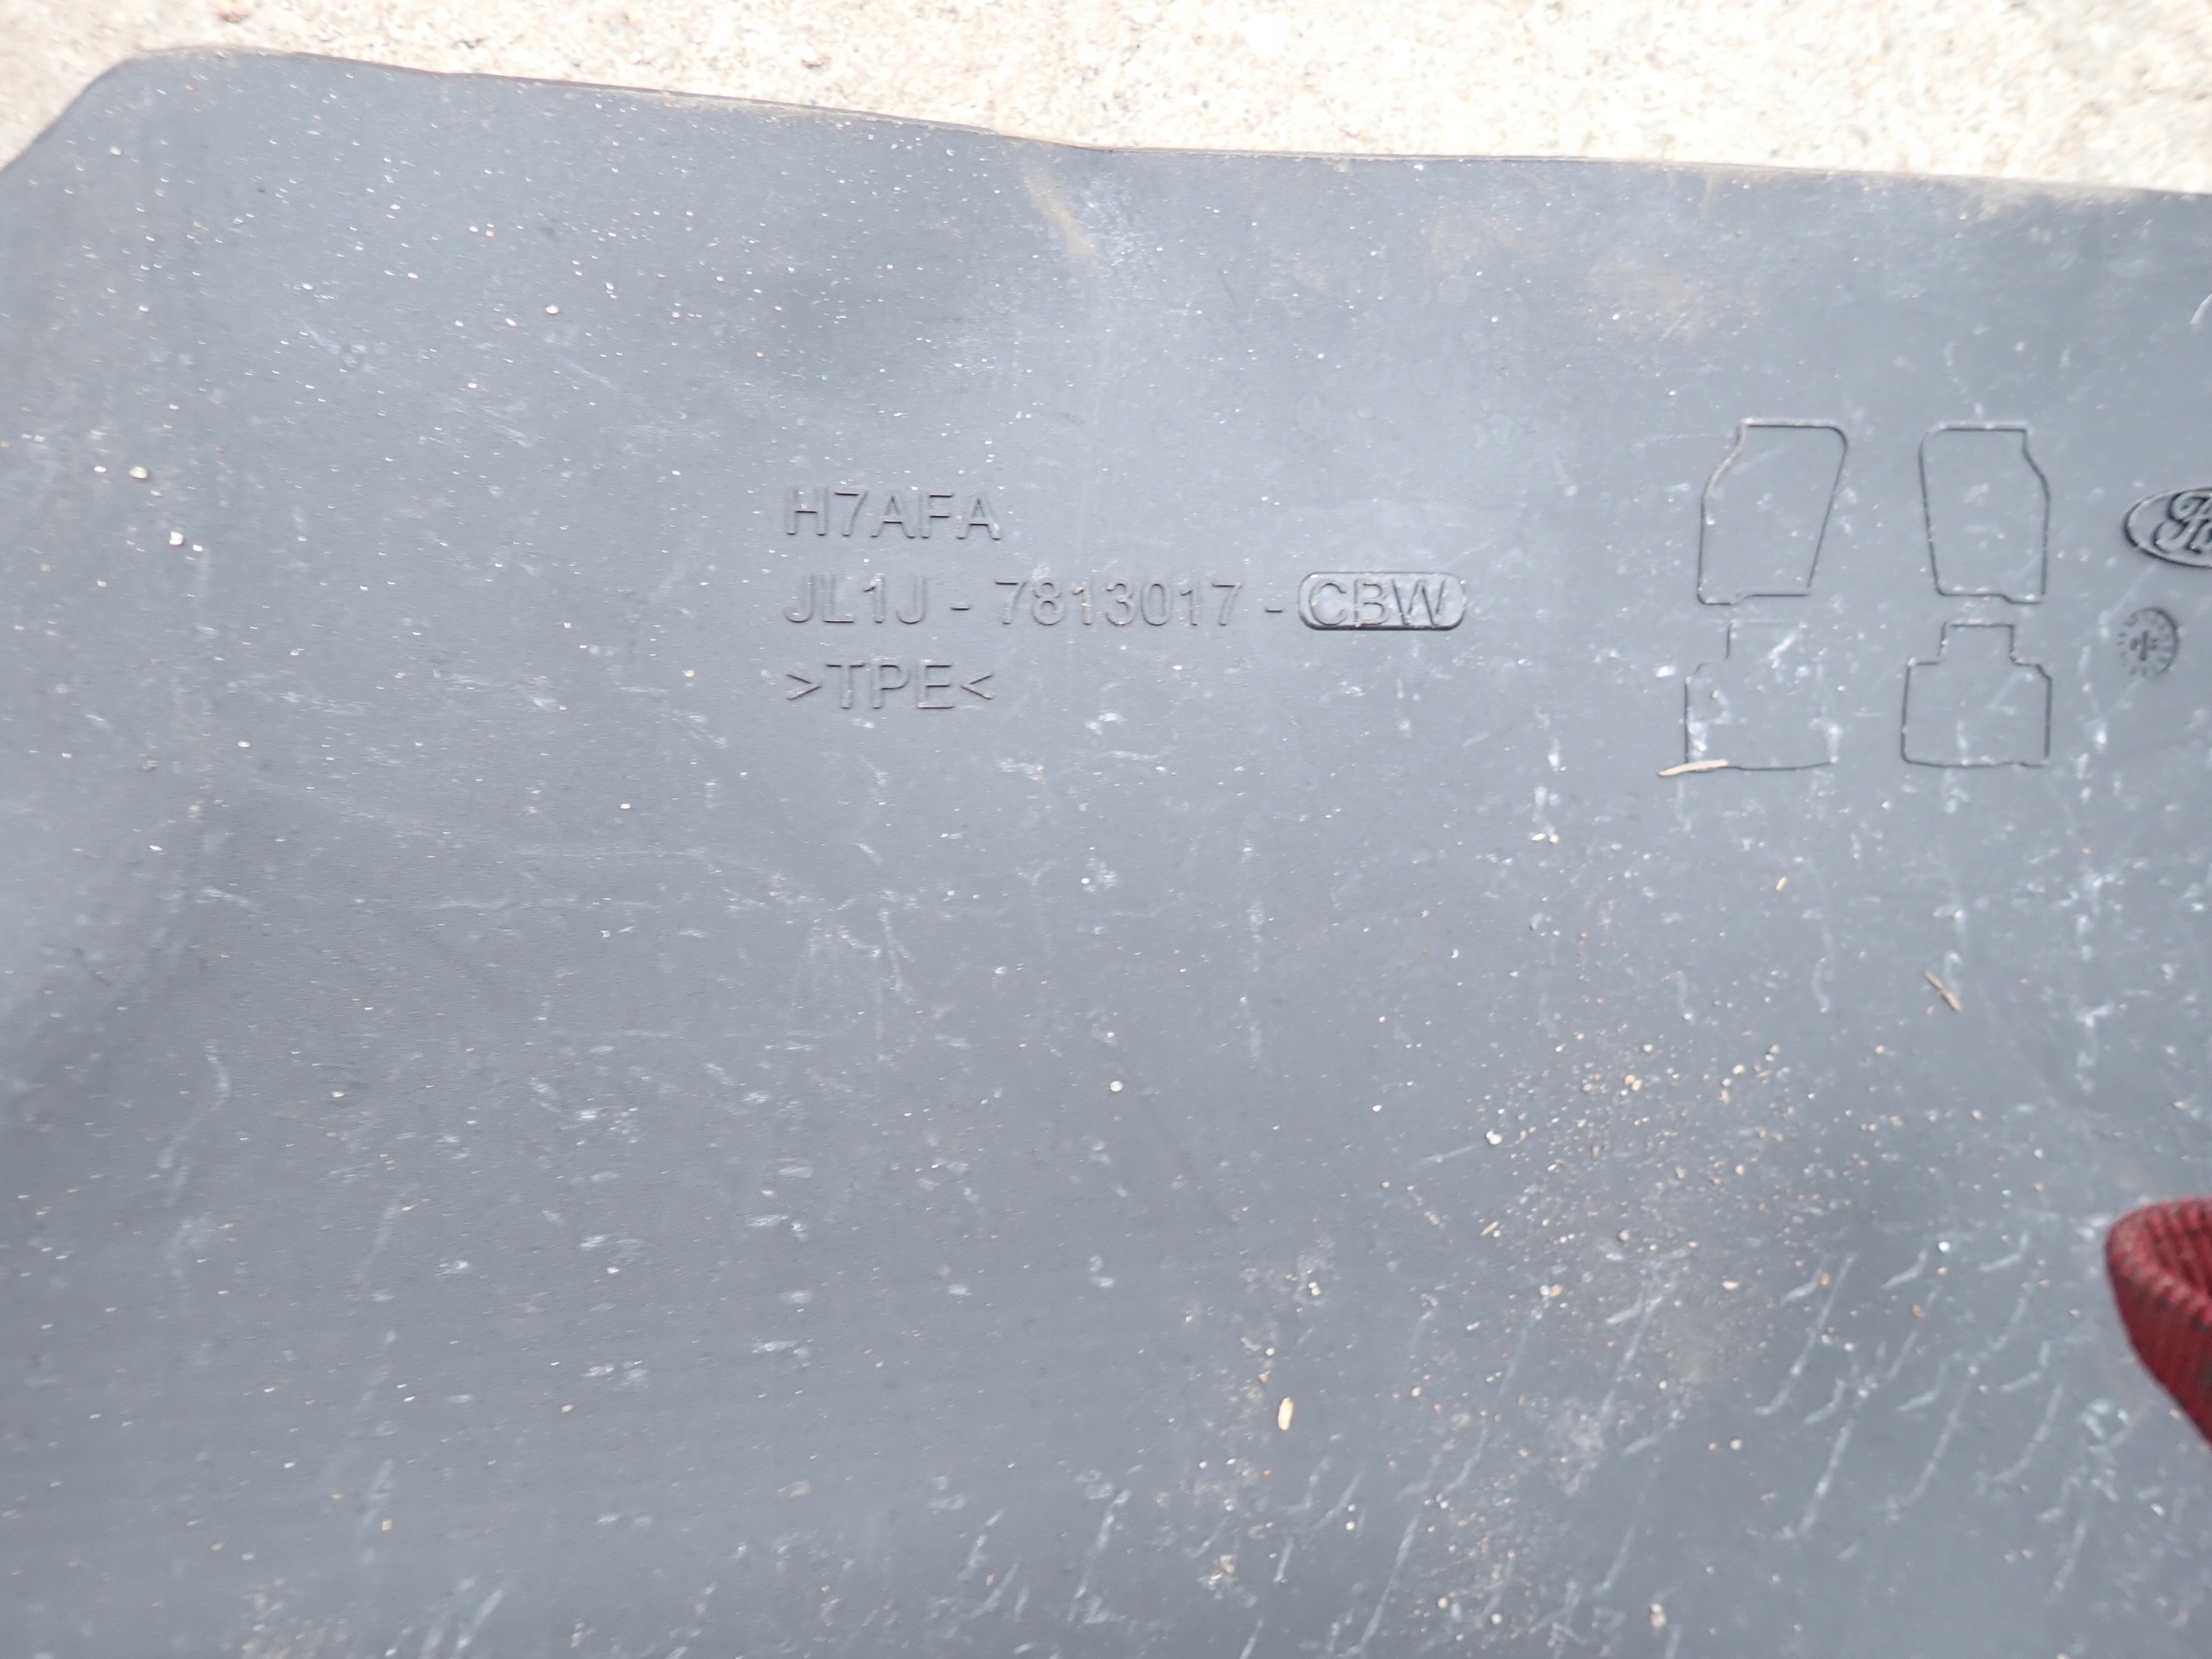 H7AFA
JL1J - 7813017 - CBW
>TPE<